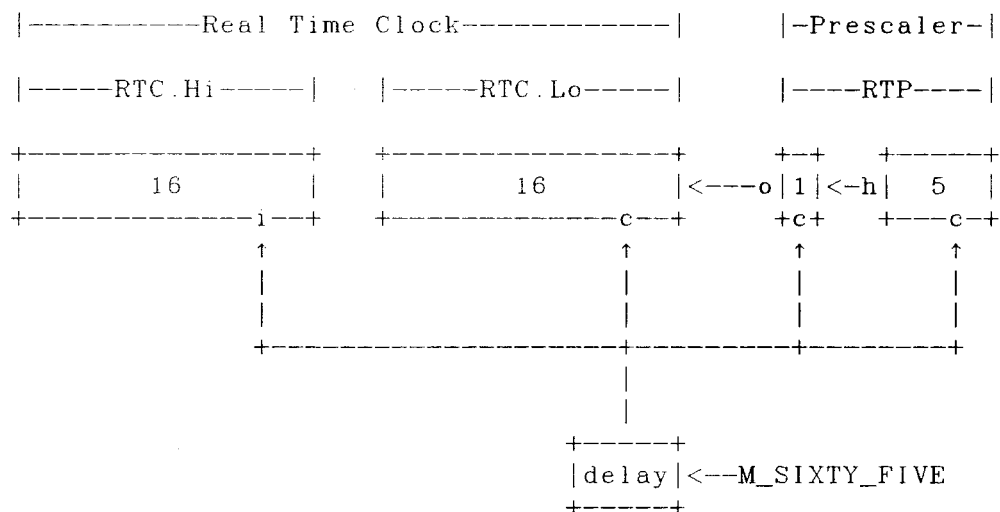 |----------Real Time Clock------------| |-Prescaler-|
|-----RTC.Hi-----| |-----RTC.Lo-----| |----RTP----|
+----------------+ +----------------+ +--+ +------+
| 16 | | 16 |<---o|1|<-h| 5 |
+-------------i--+ +-------------c--+ +c+ +----c-+
↑ ↑ ↑ ↑
| | | |
| | | |
+--------------------+---------+--------+
|
|
+-----+
|delay|<--M_SIXTY_FIVE
+-----+